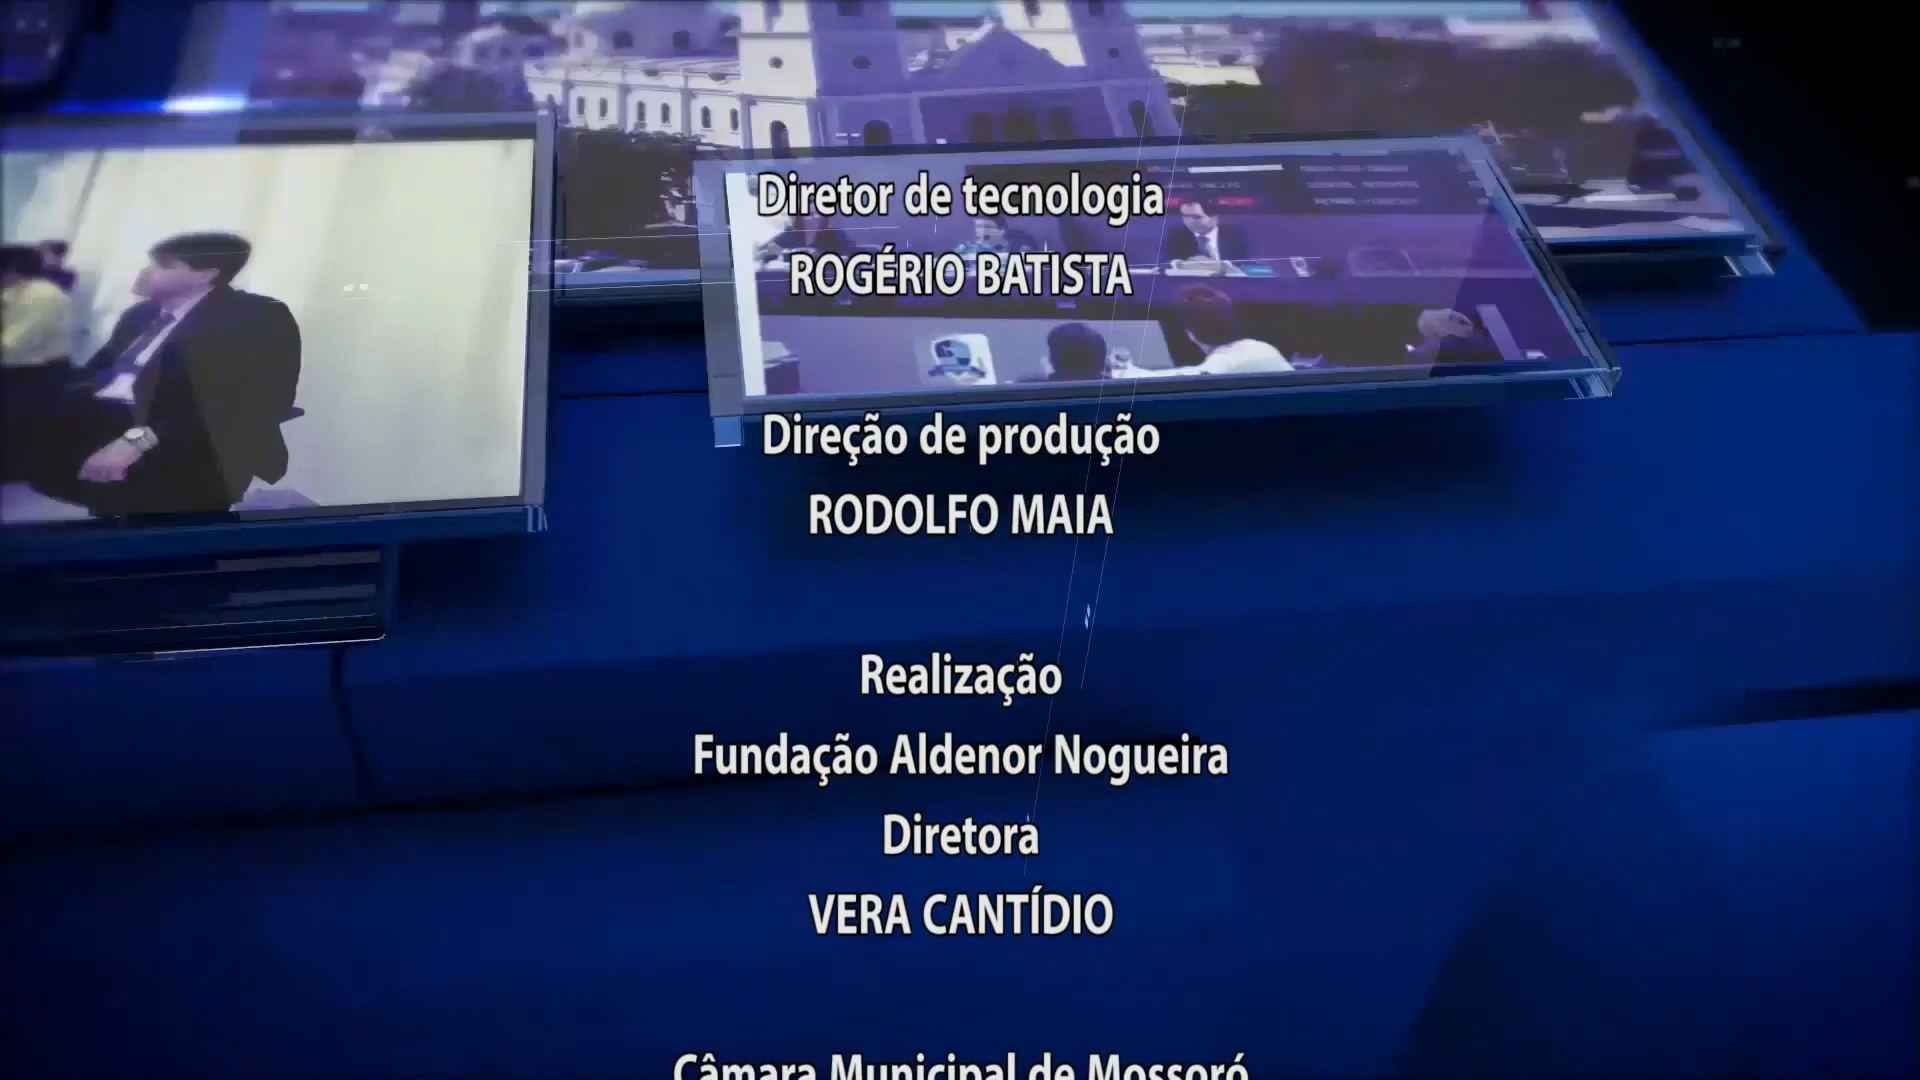 Diretor de tecnologia
ROGÉRIO BATISTA
Direção de produção
RODOLFO MAIA
Realização
Fundação Aldenor Nogueira
Diretora
VERA CANTÍDIO
Câmara Municipal de Mossoró